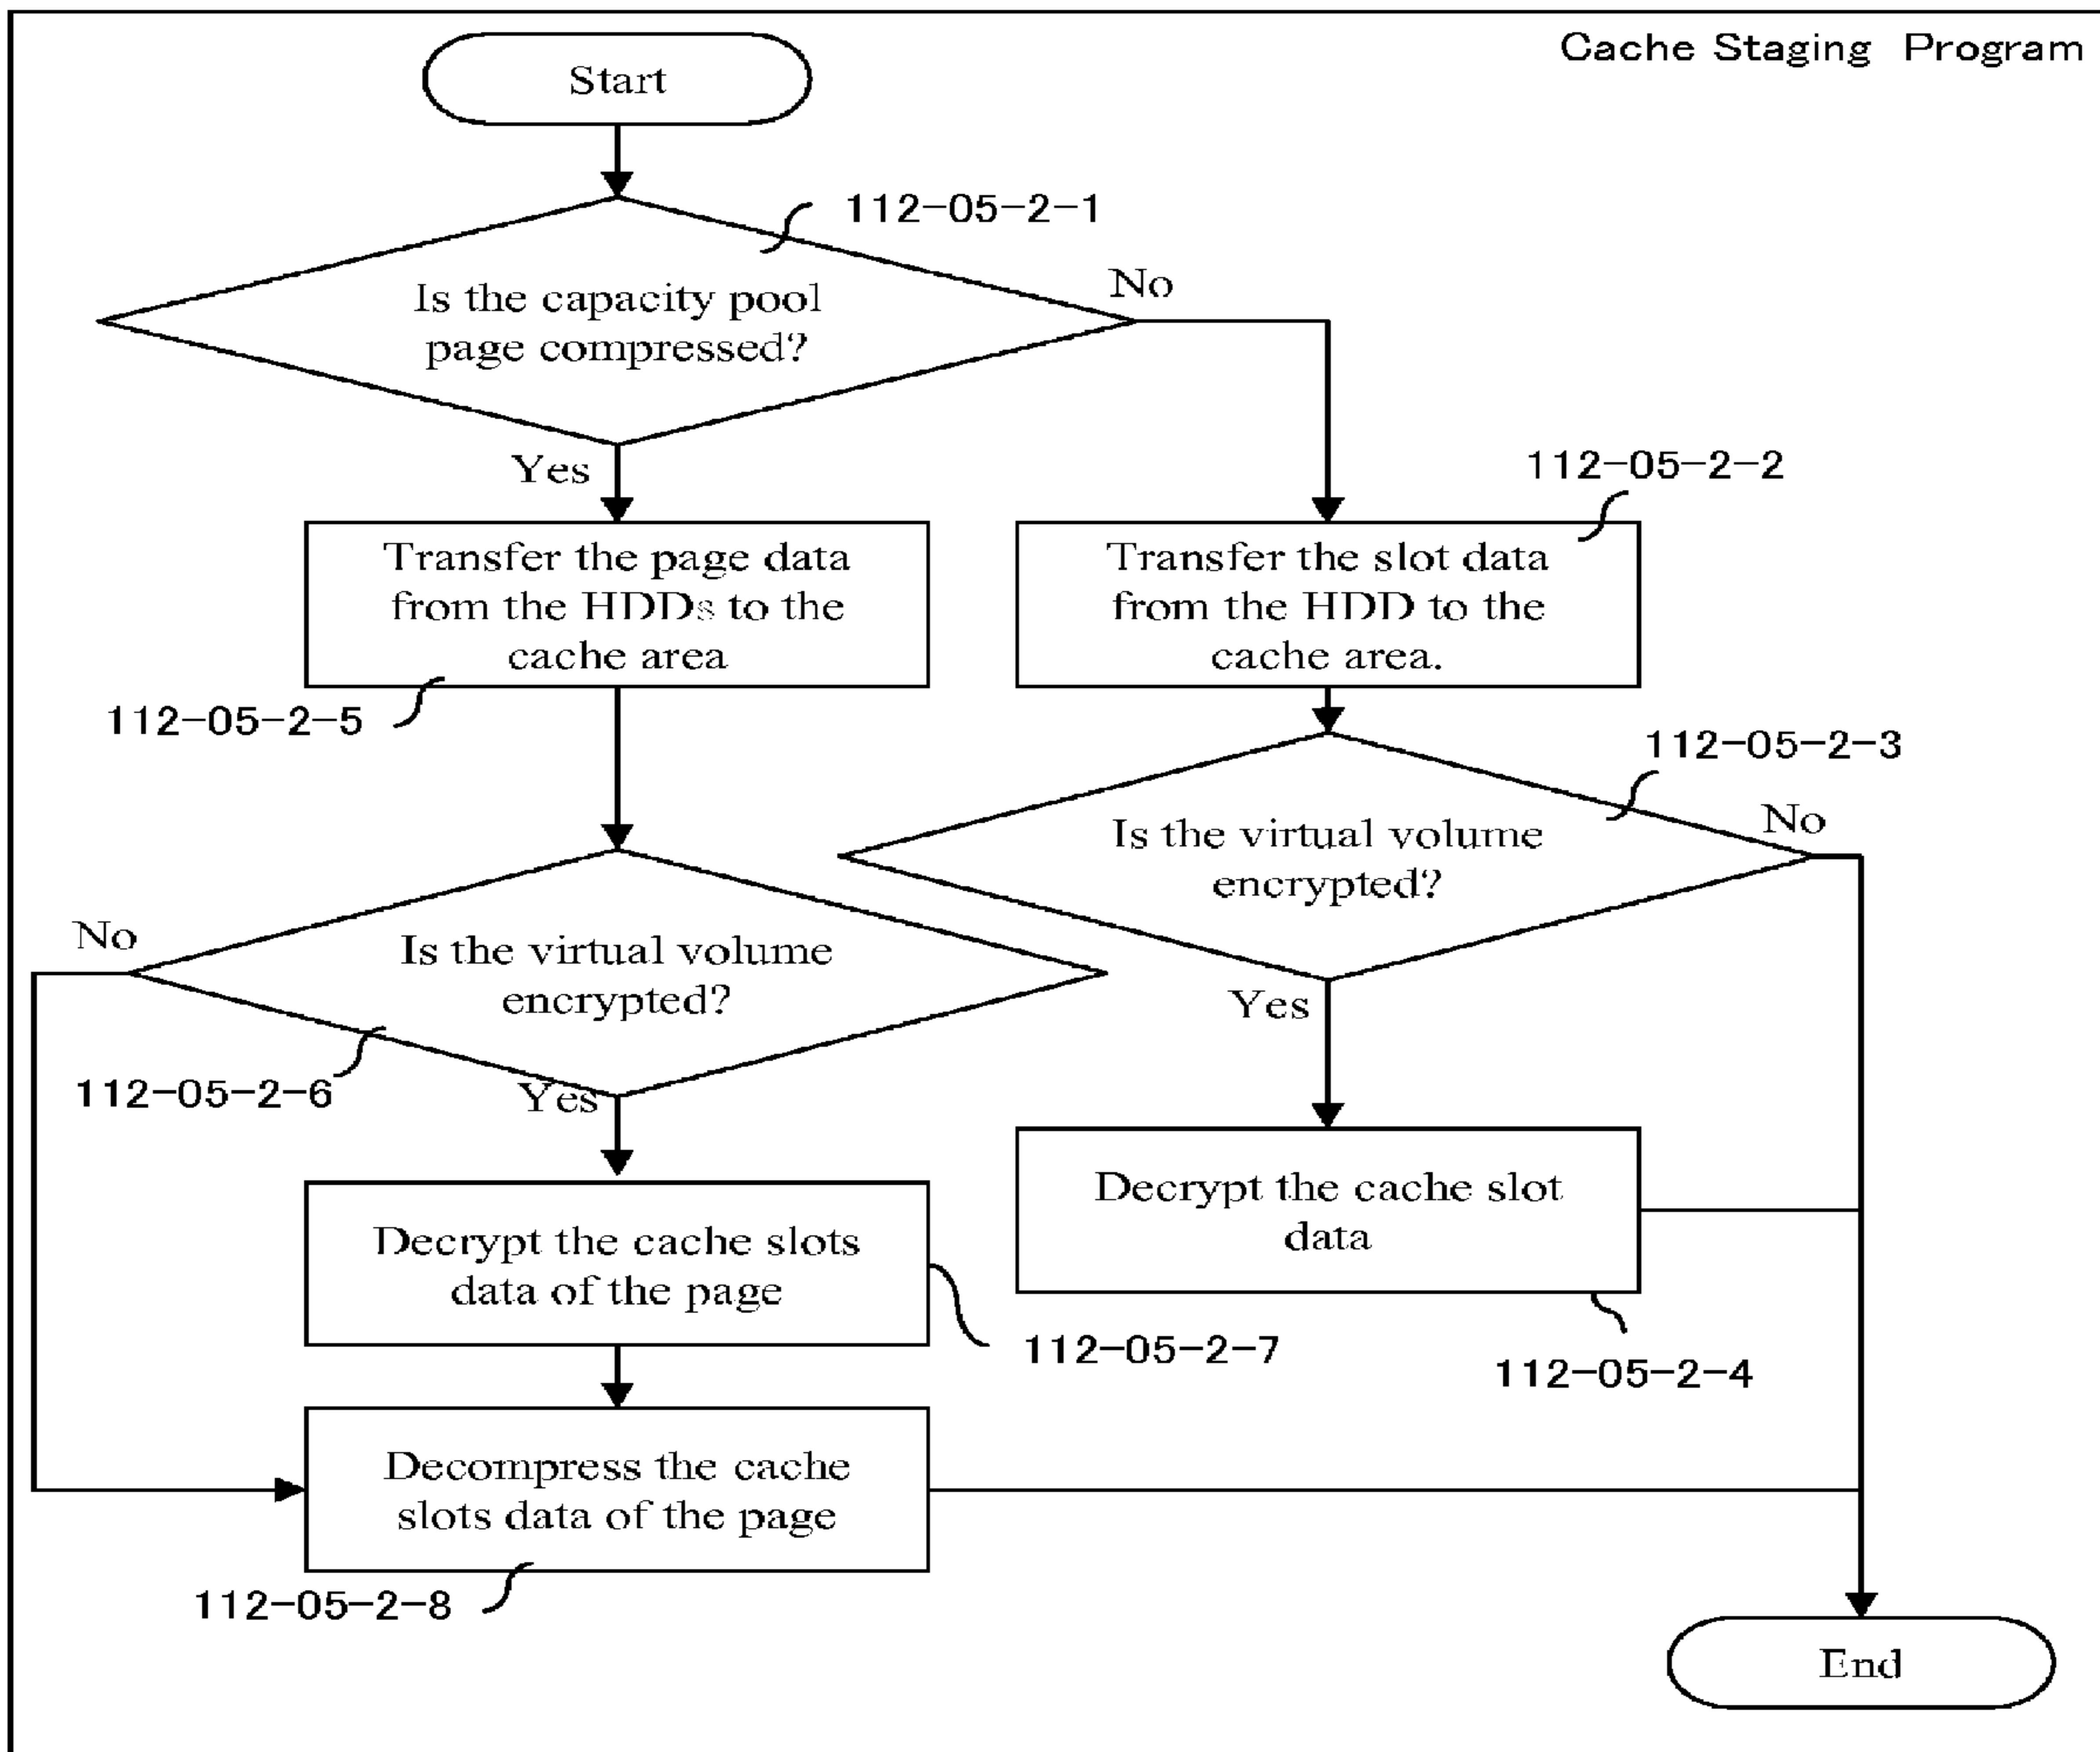 Cache Staging Program
Start
112-05-2-1
Is the capacity pool
page compressed?
No
Yes
112-05-2-2
Transfer the page data
from the HDDs to the
cache area
Transfer the slot data
from the HDD to the
cache area.
112-05-2-5
112-05-2-3
Is the virtual volume
encrypted?
No
No
Is the virtual volume
encrypted?
Yes
112-05-2-6
Yes
Decrypt the cache slot
data
Decrypt the cache slots
data of the page
112-05-2-7
112-05-2-4
Decompress the cache
slots data of the page
112-05-2-8
End